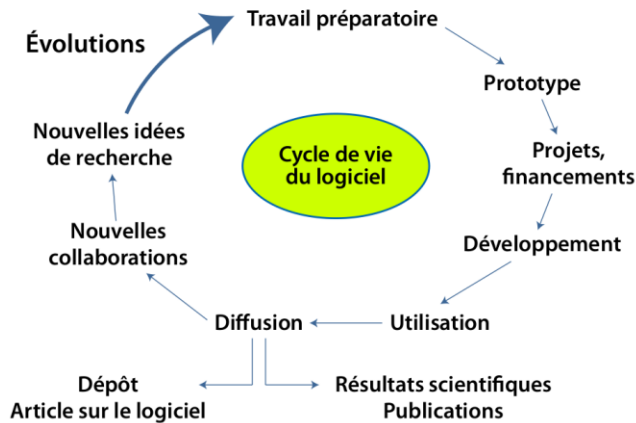 Travail préparatoire
Évolutions
Prototype
Nouvelles idées
de recherche
Cycle de vie
du logiciel
Projets,
financements
Nouvelles
collaborations
Développement
Diffusion
Utilisation
Dépôt
Article sur le logiciel
Résultats scientifiques
Publications